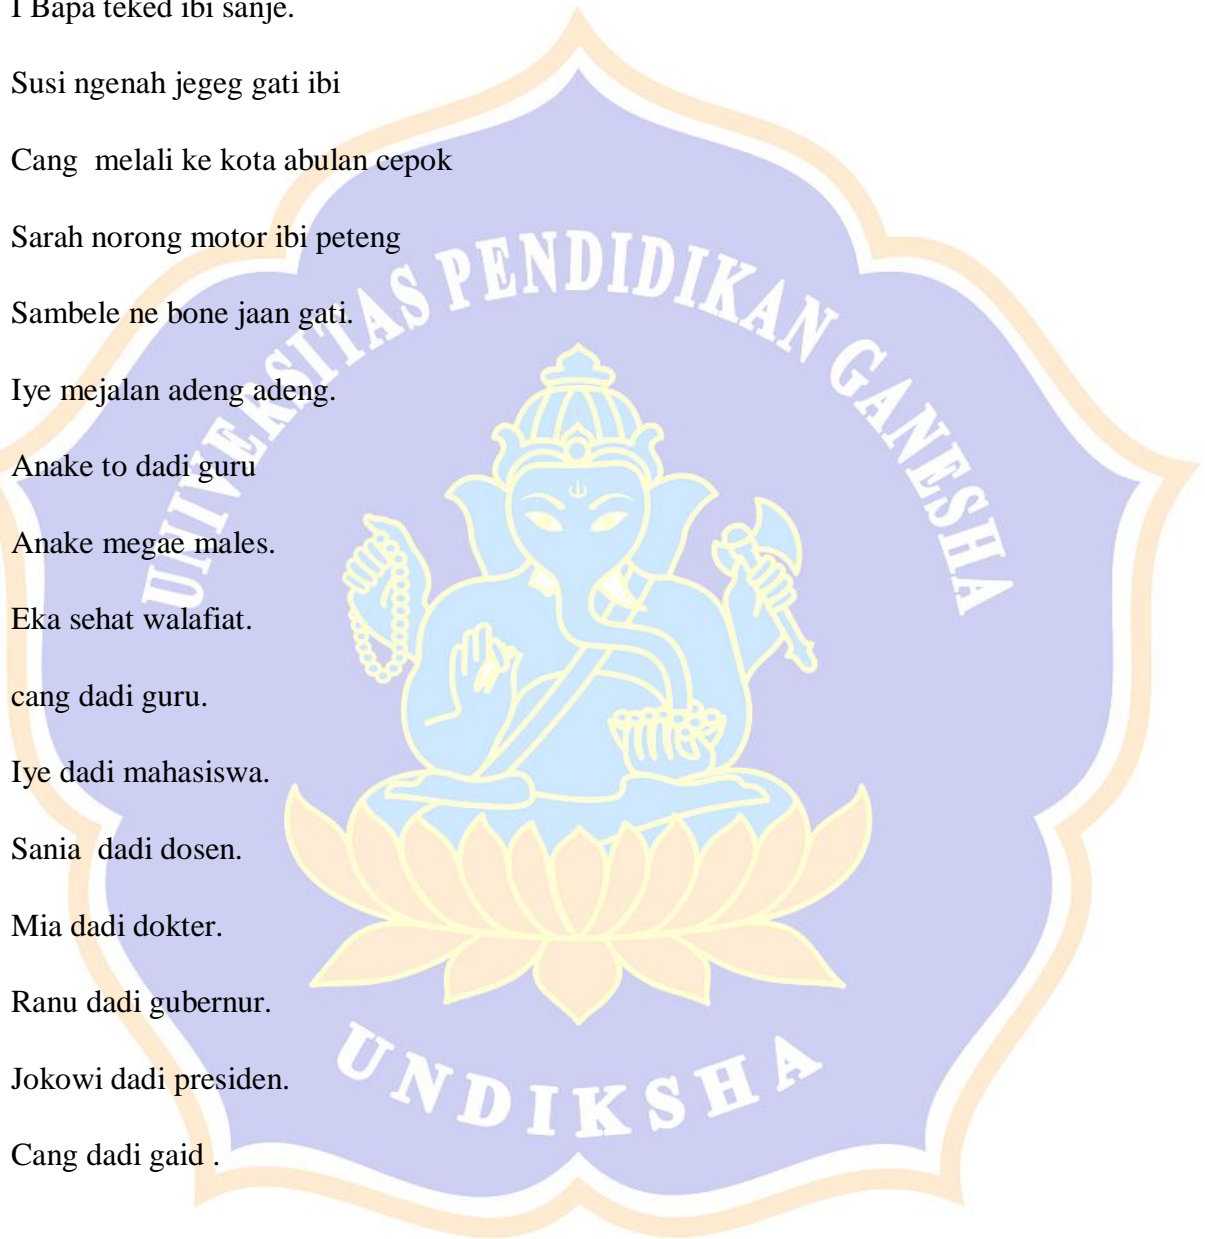 I Bapa teked ibi sanje.
Susi ngenah jegeg gati ibi
Cang  melali ke kota abulan cepok
Sarah norong motor ibi peteng
Sambele ne bone jaan gati.
Iye mejalan adeng adeng.
Anake to dadi guru
Anake megae males.
Eka sehat walafiat.
cang dadi guru.
Iye dadi mahasiswa.
Sania  dadi dosen.
Mia dadi dokter.
Ranu dadi gubernur.
Jokowi dadi presiden.
Cang dadi gaid .
UNIVERSITAS PENDIDIKAN GANESHA
UNDIKSHA